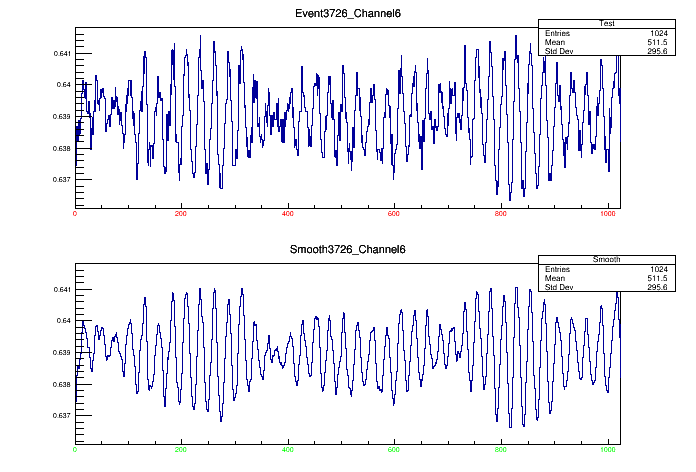 Event3726_Channel6
Test
Entries 1024
Mean 511.5
Std Dev 295.6
0.641
0.64
0.639
0.638
0.637
0 200 400 600 800 1000
Smooth3726_Channel6
Smooth
Entries 1024
Mean 511.5
Std Dev 295.6
0.641
0.64
0.639
0.638
0.637
0 200 400 600 800 1000